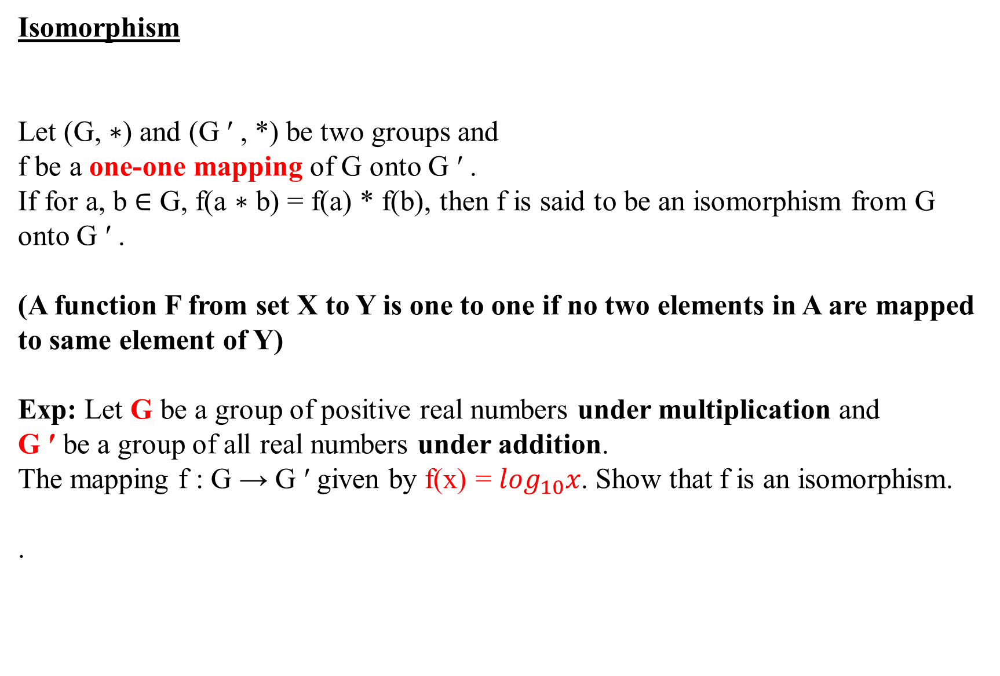 Isomorphism
Let (G, ∗) and (G ′ , *) be two groups and
f be a one-one mapping of G onto G ′ .
If for a, b ∈ G, f(a ∗ b) = f(a) * f(b), then f is said to be an isomorphism from G
onto G ′ .
(A function F from set X to Y is one to one if no two elements in A are mapped
to same element of Y)
Exp: Let G be a group of positive real numbers under multiplication and
G ′ be a group of all real numbers under addition.
The mapping f : G → G ′ given by f(x) = 𝑙𝑜𝑔₁₀𝑥. Show that f is an isomorphism.
.